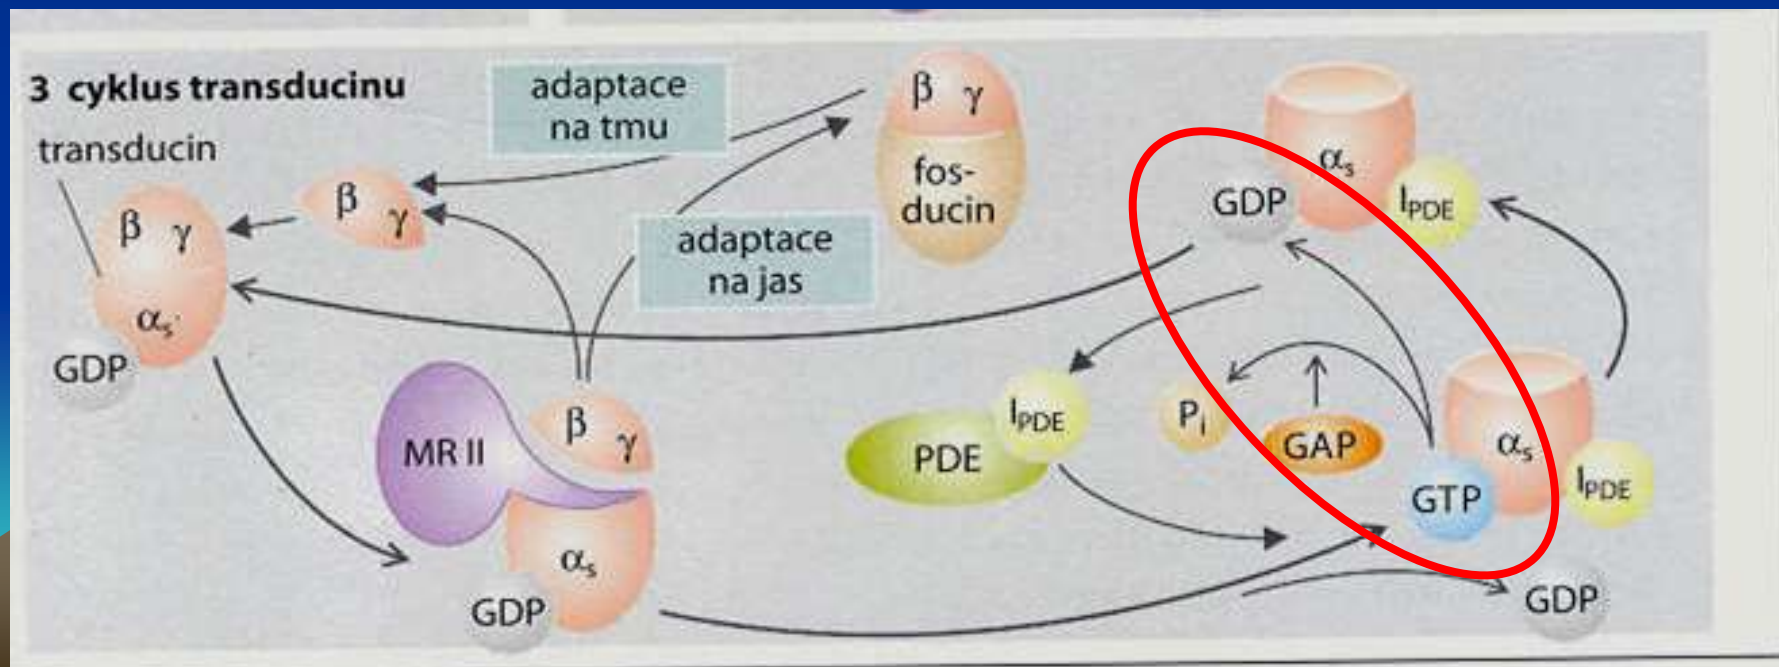 3 cyklus transducinu
transducin
β γ
αs
GDP
β γ
adaptace
na tmu
adaptace
na jas
β γ
fos-
ducin
MR II
β γ
αs
GDP
PDE
IPDE
Pi
GAP
GDP
αs
IPDE
GTP
αs
IPDE
GDP